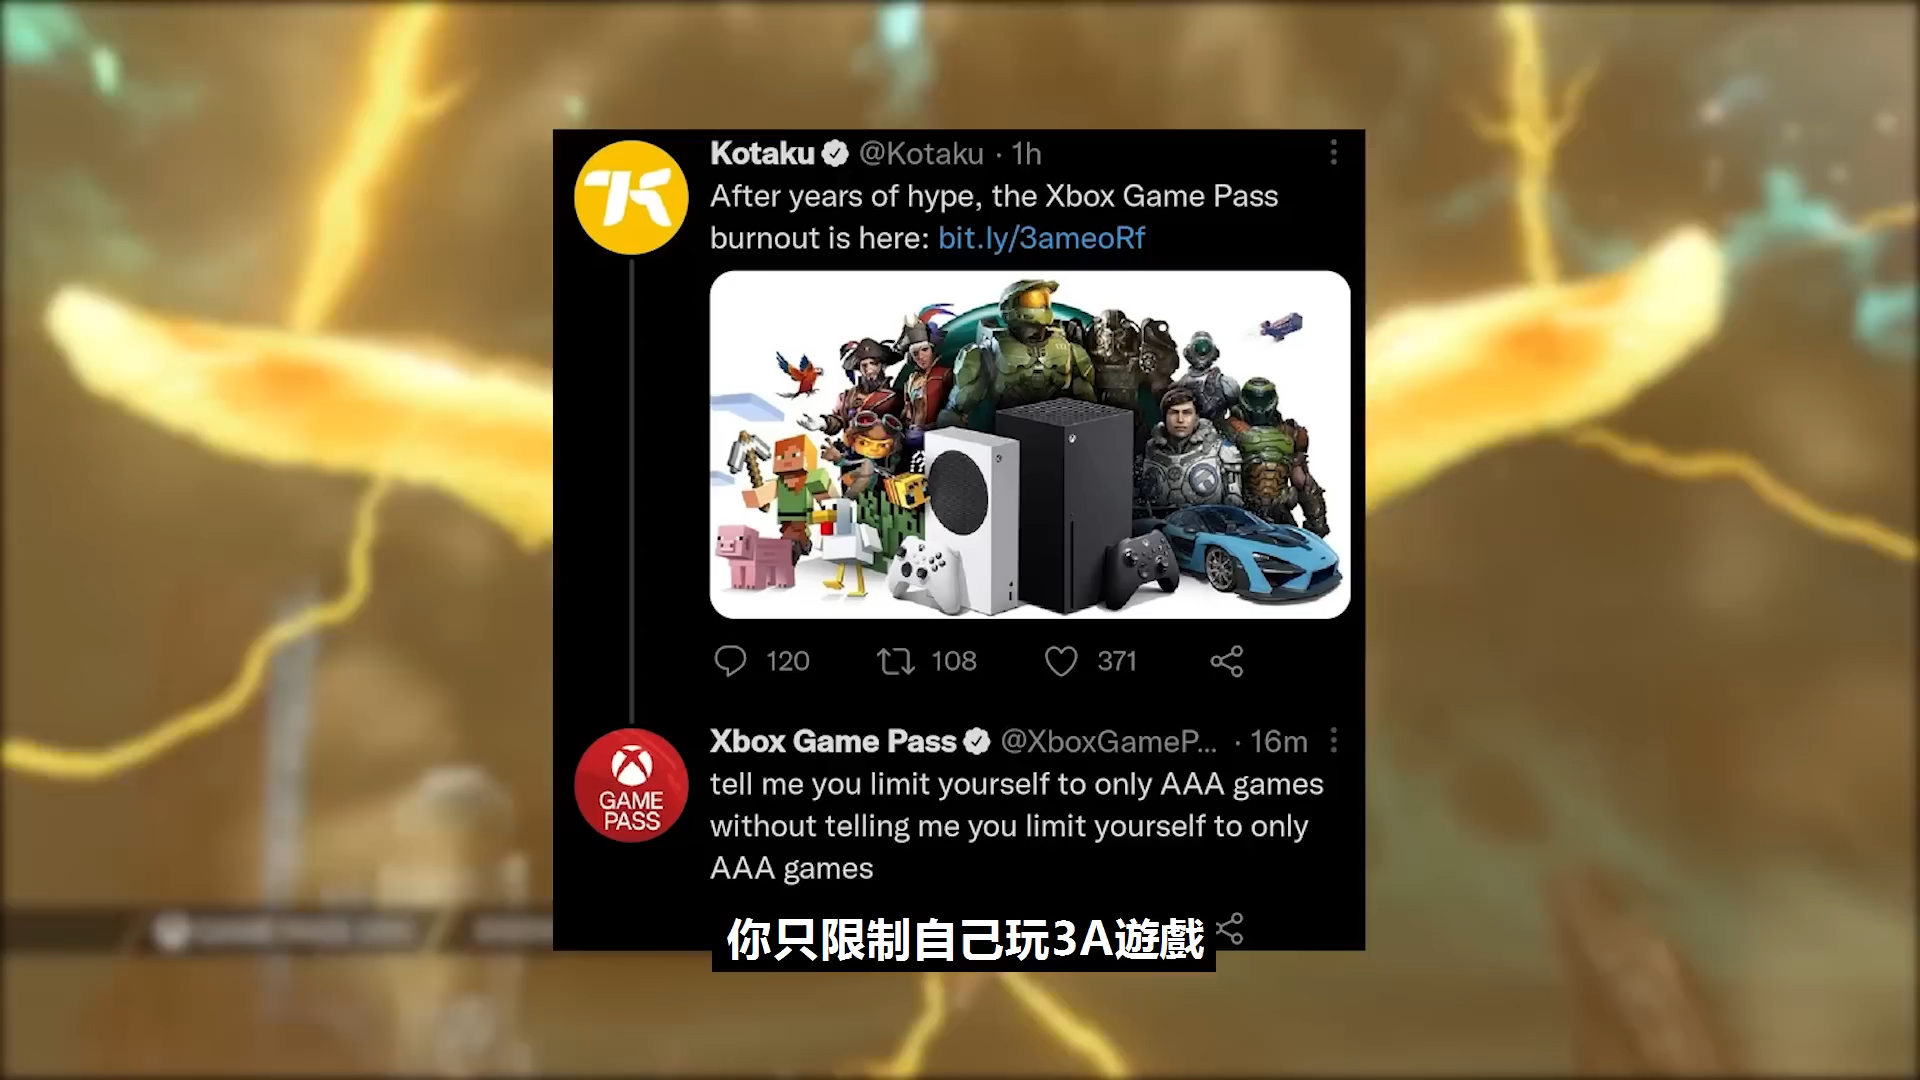 Kotaku @Kotaku · 1h
After years of hype, the Xbox Game Pass
burnout is here: bit.ly/3ameoRf
120 108 371
Xbox Game Pass @XboxGameP... · 16m
GAME
PASS
tell me you limit yourself to only AAA games
without telling me you limit yourself to only
AAA games
你只限制自己玩3A遊戲